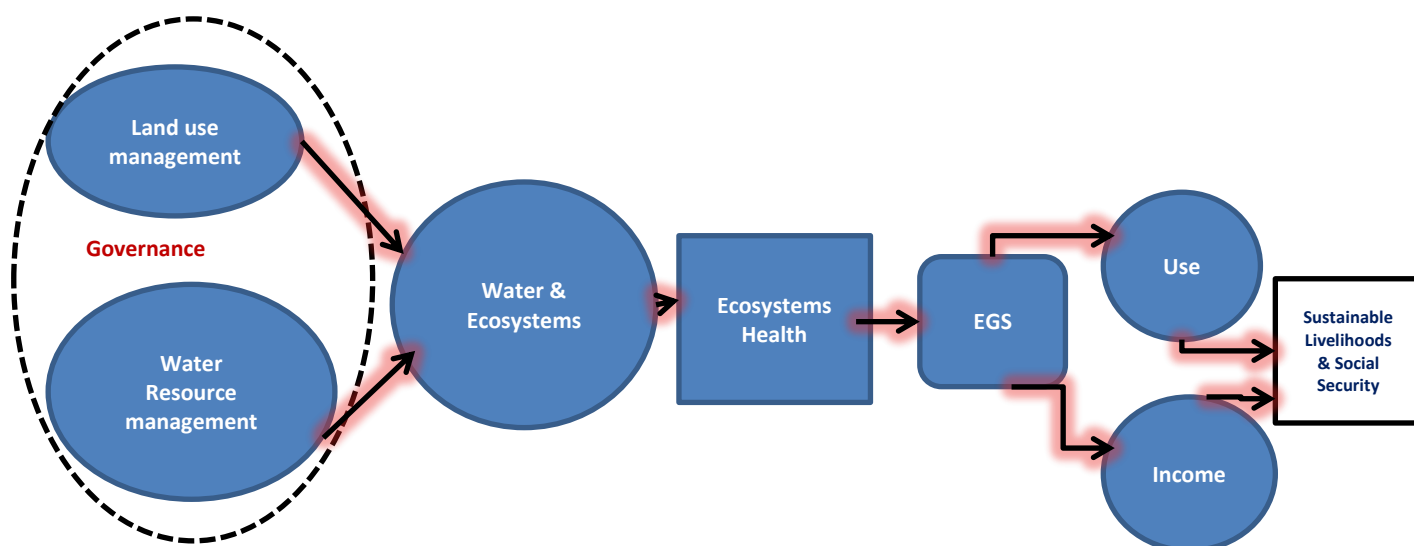 Land use
management
Governance
Water
Resource
management
Water &
Ecosystems
Ecosystems
Health
EGS
Use
Income
Sustainable
Livelihoods
& Social
Security